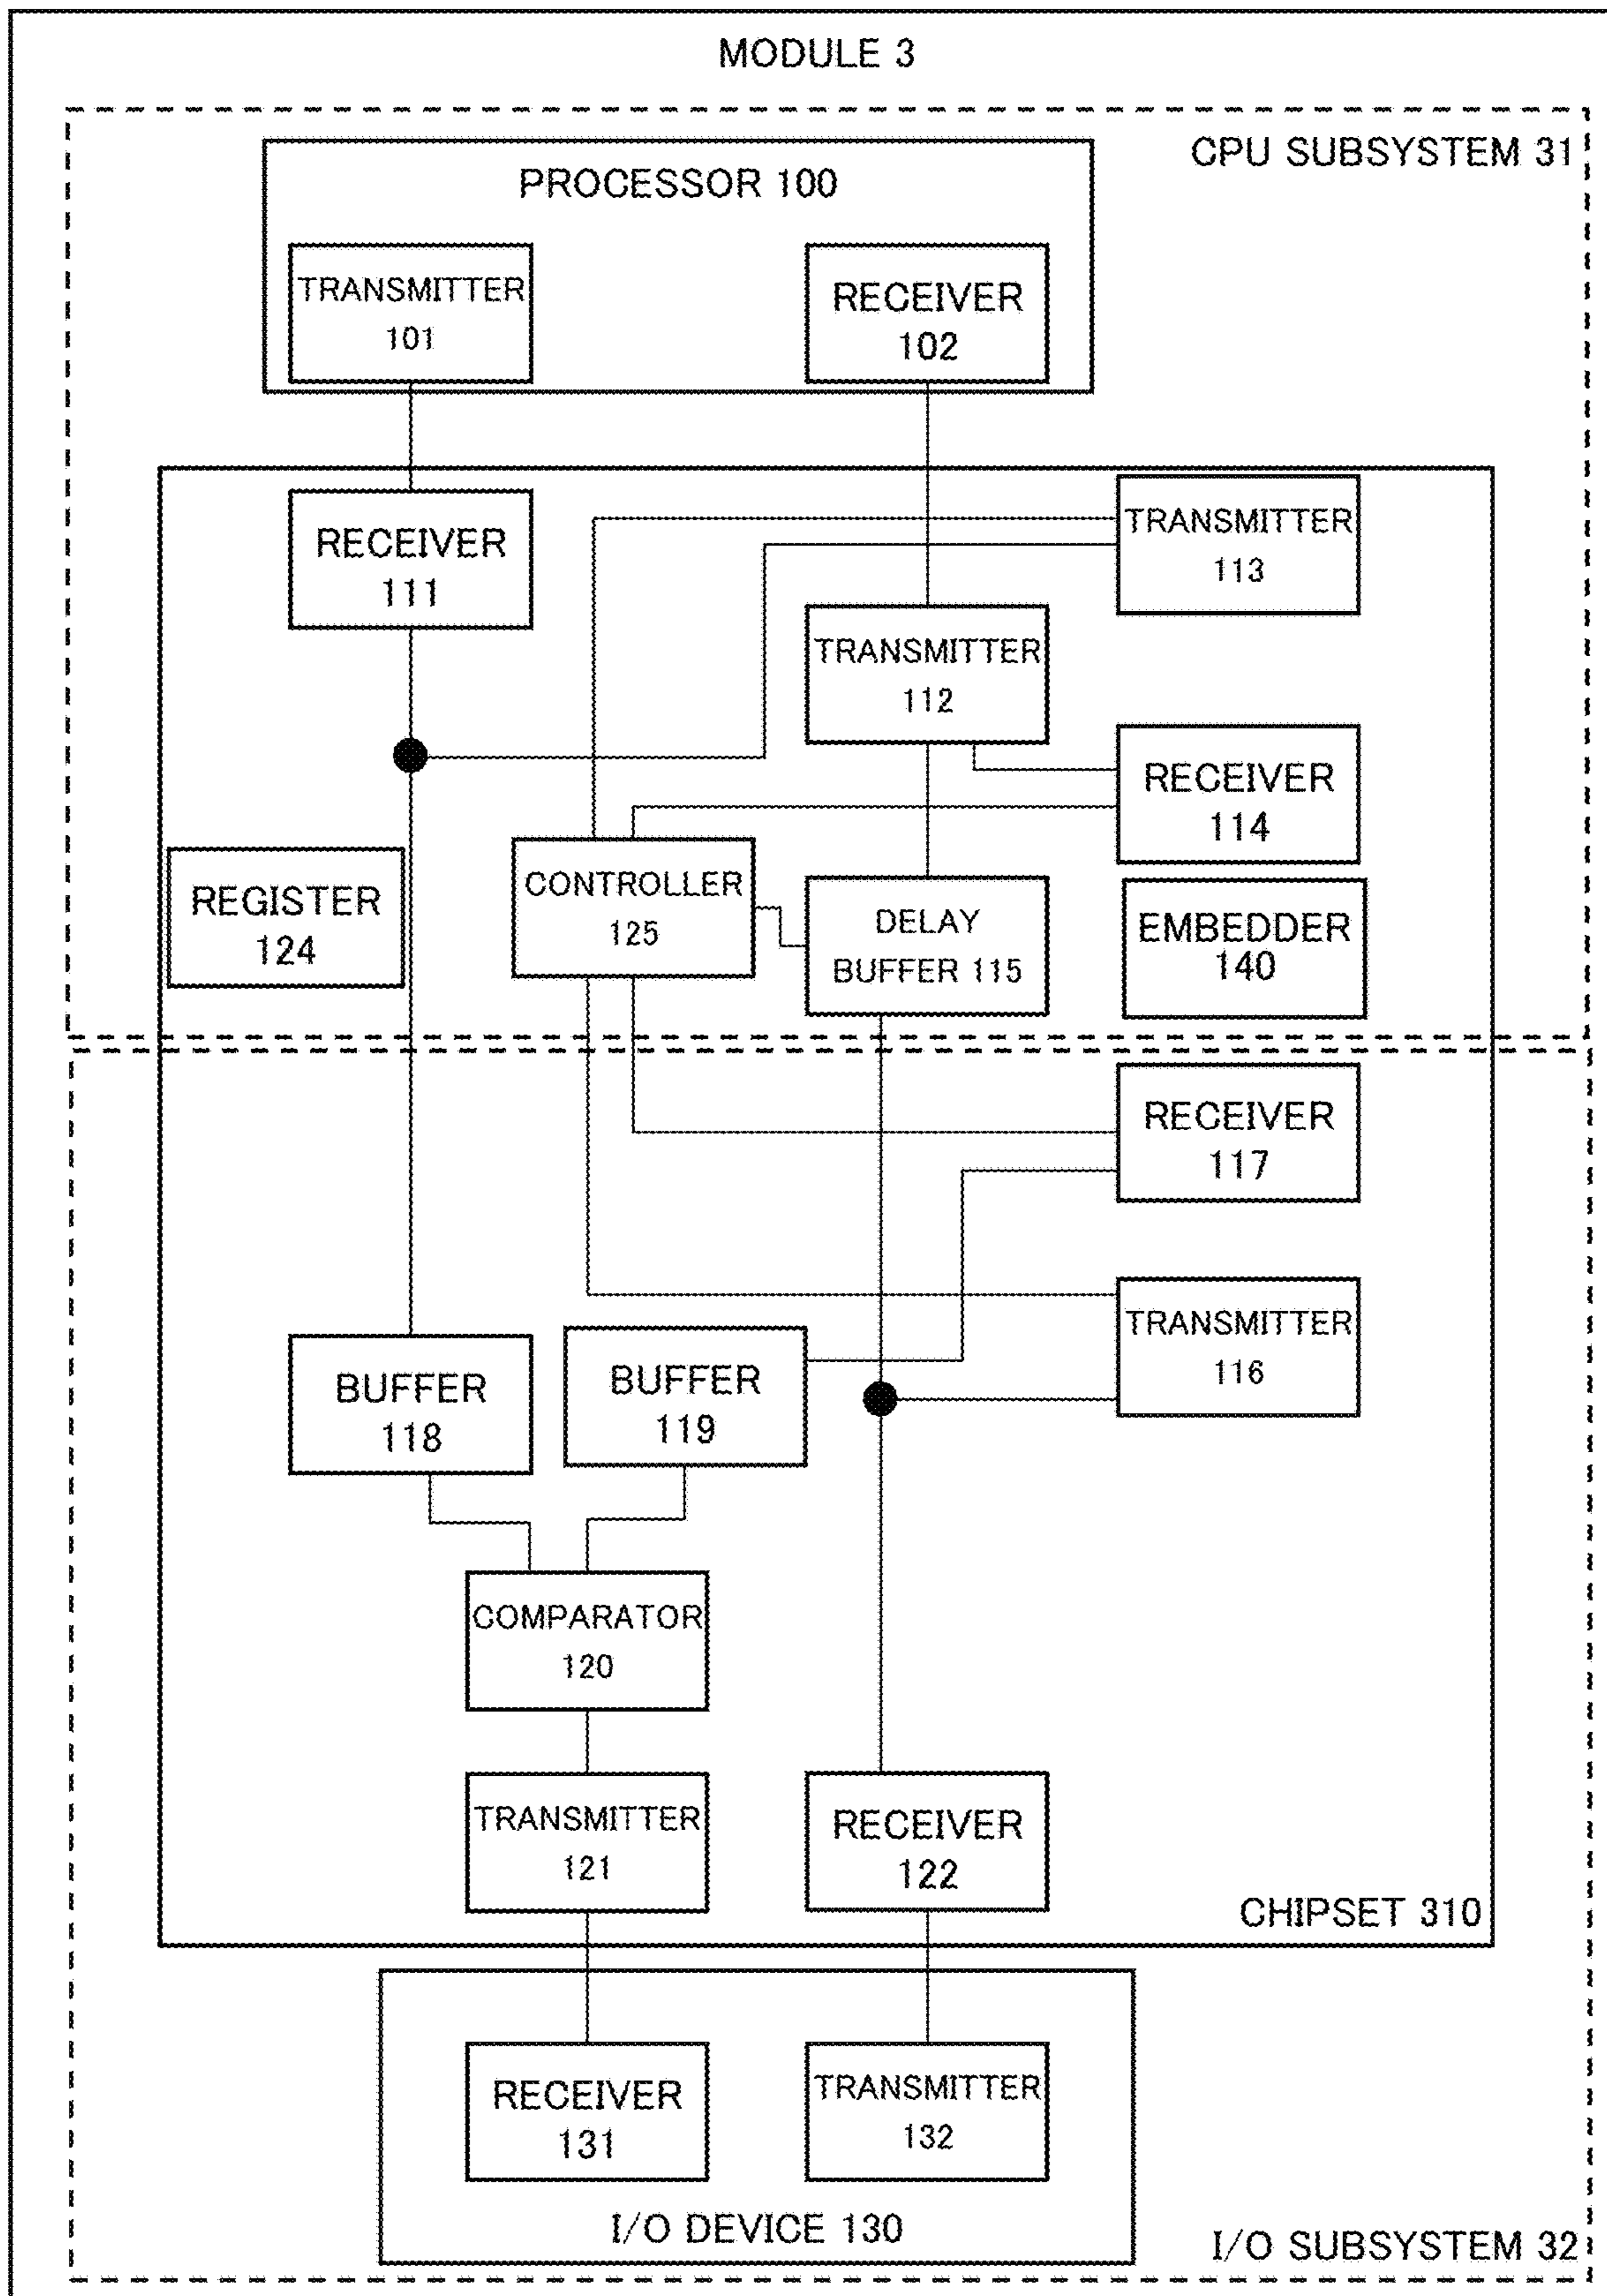 MODULE 3
CPU SUBSYSTEM 31
PROCESSOR 100
TRANSMITTER
101
RECEIVER
102
RECEIVER
111
TRANSMITTER
113
TRANSMITTER
112
RECEIVER
114
REGISTER
124
CONTROLLER
125
DELAY
BUFFER 115
EMBEDDER
140
RECEIVER
117
TRANSMITTER
116
BUFFER
118
BUFFER
119
COMPARATOR
120
TRANSMITTER
121
RECEIVER
122
CHIPSET 310
RECEIVER
131
TRANSMITTER
132
I/O DEVICE 130
I/O SUBSYSTEM 32